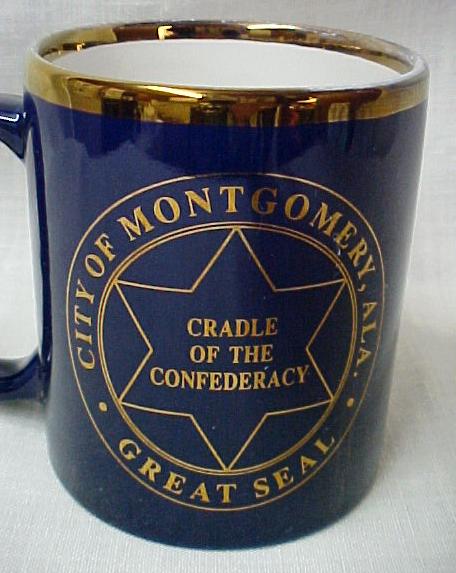 CITY OF MONTGOMERY, ALA.
CRADLE
OF THE
CONFEDERACY
• GREAT SEAL •